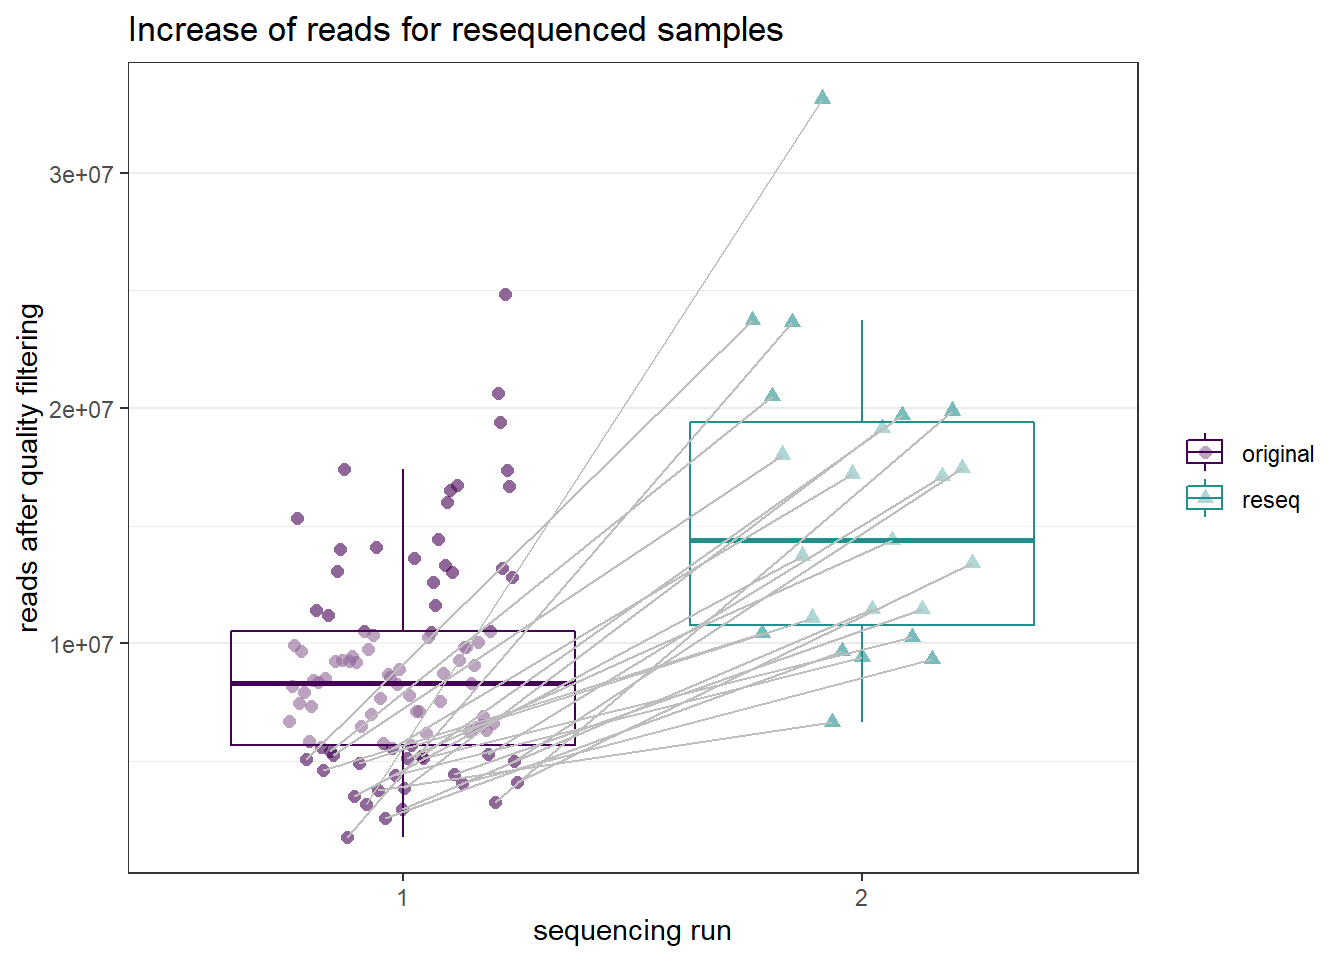 Increase of reads for resequenced samples
reads after quality filtering
3e+07
2e+07
1e+07
1
2
sequencing run
original
reseq